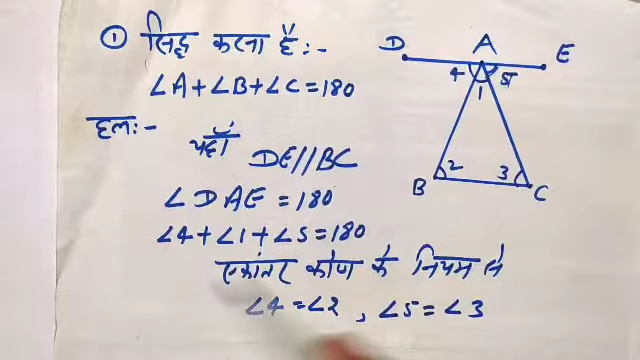 ① सिद्ध करना है :-
∠A+∠B+∠C=180
हल:-
यहाँ DE//BC
∠DAE = 180
∠4+∠1+∠5=180
एकांतर कोण के नियम से
∠4=∠2, ∠5=∠3
D A E
4 1 5
2 3
B C